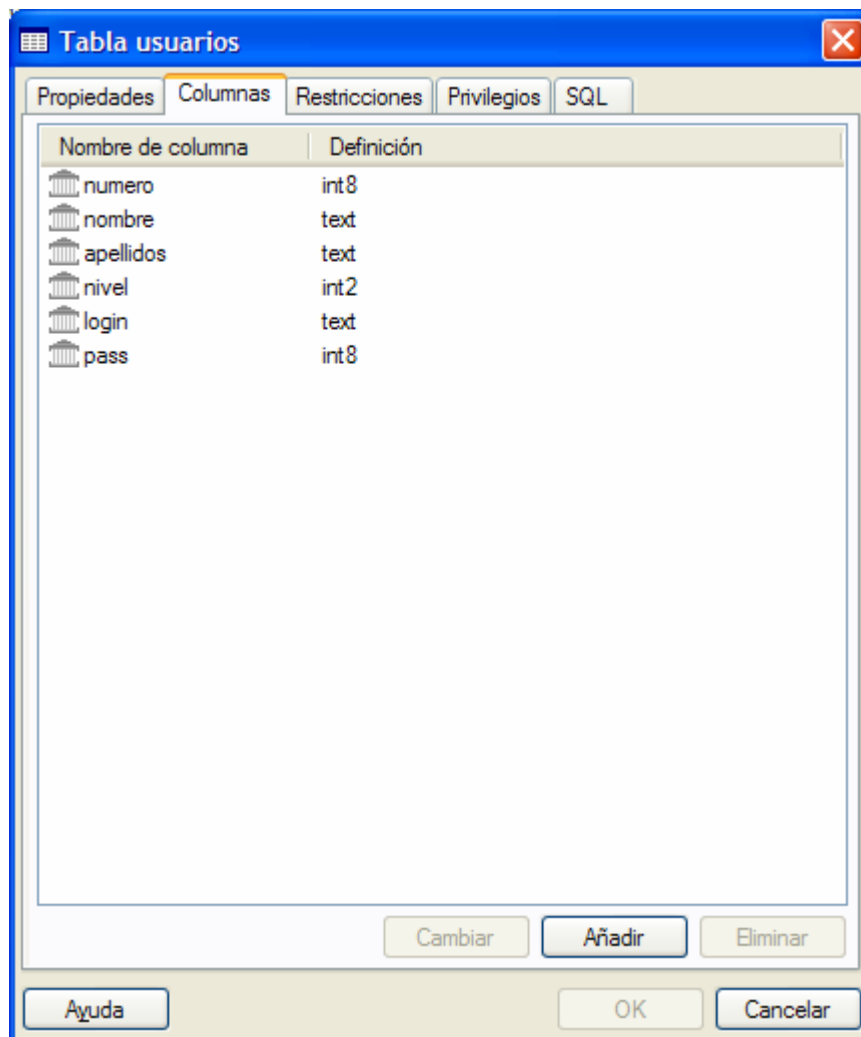 Tabla usuarios
Propiedades Columnas Restricciones Privilegios SQL
Nombre de columna Definición
numero int8
nombre text
apellidos text
nivel int2
login text
pass int8
Cambiar Añadir Eliminar
Ayuda OK Cancelar